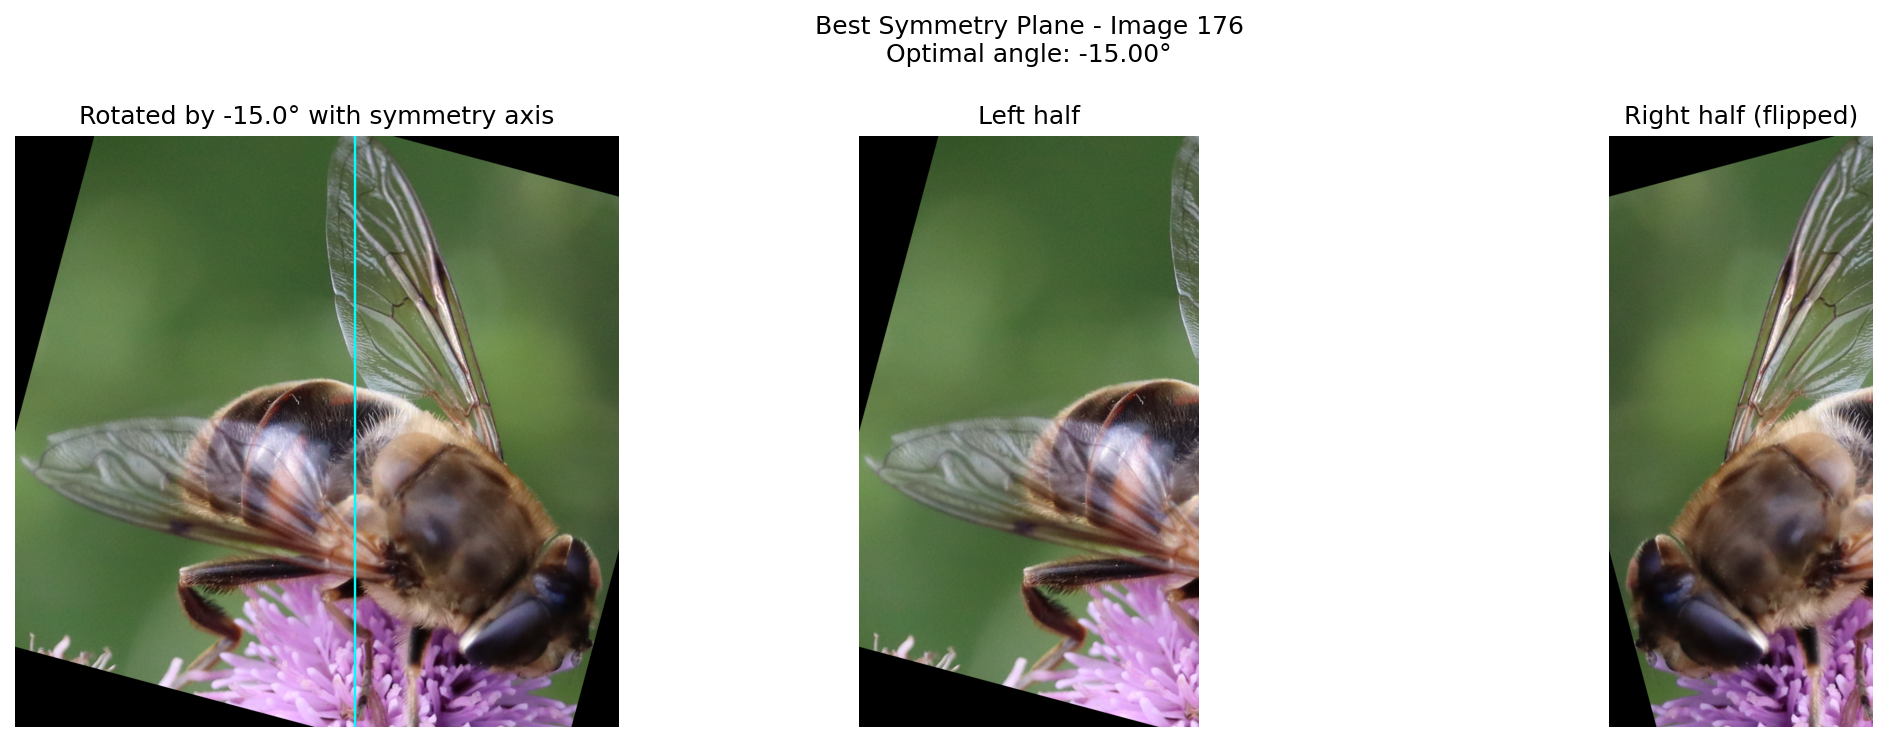 Best Symmetry Plane - Image 176
Optimal angle: -15.00°
Rotated by -15.0° with symmetry axis
Left half
Right half (flipped)